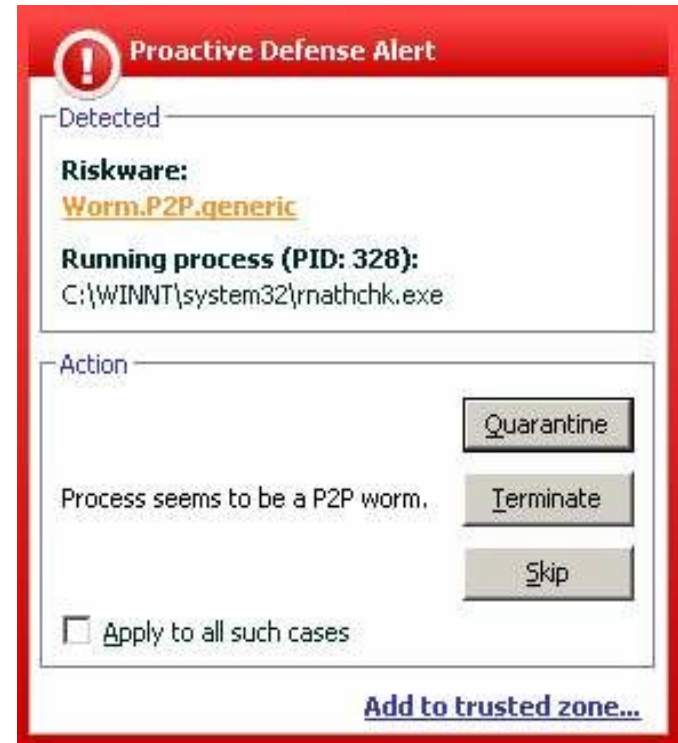 Proactive Defense Alert
Detected
Riskware:
Worm.P2P.generic
Running process (PID: 328):
C:\WINNT\system32\rnathchk.exe
Action
Quarantine
Process seems to be a P2P worm.
Terminate
Skip
Apply to all such cases
Add to trusted zone...